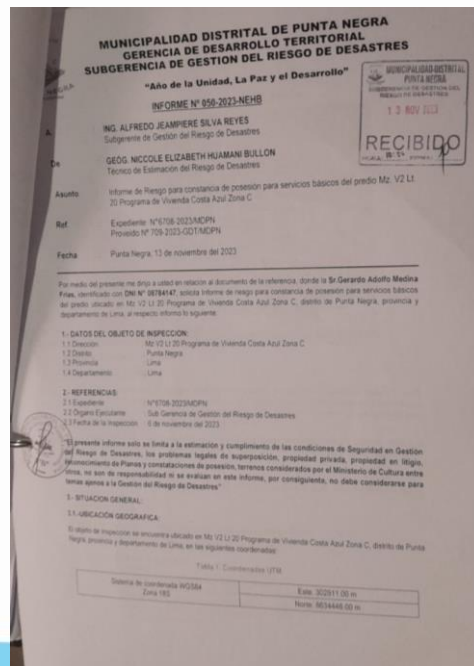 MUNICIPALIDAD DISTRITAL DE PUNTA NEGRA
GERENCIA DE DESARROLLO TERRITORIAL
SUBGERENCIA DE GESTION DEL RIESGO DE DESASTRES
"Año de la Unidad, La Paz y el Desarrollo"
INFORME Nº 050-2023-NEHB
MUNICIPALIDAD DISTRITAL
PUNTA NEGRA
SUBGERENCIA DE GESTION DEL
RIESGO DE DESASTRES
13 NOV 2023
RECIBIDO
A
ING. ALFREDO JEAMPIERE SILVA REYES
Subgerente de Gestión del Riesgo de Desastres
De
GEÓG. NICCOLE ELIZABETH HUAMANI BULLON
Técnico de Estimación del Riesgo de Desastres
Asunto
Informe de Riesgo para constancia de posesión para servicios básicos del predio Mz. V2 Lt.
20 Programa de Vivienda Costa Azul Zona C
Ref.
Expediente N°6706-2023/MDPN
Proveído N° 709-2023-GDT/MDPN
Fecha
Punta Negra, 13 de noviembre del 2023
Por medio del presente me dirijo a usted en relación al documento de la referencia, donde la Sr.Gerardo Adolfo Medina
Frias, identificado con DNI N° 08784147, solicita informe de riesgo para constancia de posesión para servicios básicos
del predio ubicado en Mz V2 Lt 20 Programa de Vivienda Costa Azul Zona C, distrito de Punta Negra, provincia y
departamento de Lima, al respecto informo lo siguiente:
1.- DATOS DEL OBJETO DE INSPECCION:
1.1 Dirección : Mz V2 Lt 20 Programa de Vivienda Costa Azul Zona C
1.2 Distrito : Punta Negra
1.3 Provincia : Lima
1.4 Departamento : Lima
2.- REFERENCIAS:
2.1 Expediente : N°6706-2023/MDPN
2.2 Órgano Ejecutante : Sub Gerencia de Gestión del Riesgo de Desastres
2.3 Fecha de la Inspección : 6 de noviembre del 2023
"El presente informe solo se limita a la estimación y cumplimiento de las condiciones de Seguridad en Gestión
del Riesgo de Desastres, los problemas legales de superposición, propiedad privada, propiedad en litigio,
reconocimiento de Planos y constataciones de posesión, terrenos considerados por el Ministerio de Cultura entre
otros, no son de responsabilidad ni se evalúan en este informe, por consiguiente, no debe considerarse para
temas ajenos a la Gestión del Riesgo de Desastres"
3.- SITUACION GENERAL:
3.1.-UBICACIÓN GEOGRAFICA:
El objeto de inspección se encuentra ubicado en Mz V2 Lt 20 Programa de Vivienda Costa Azul Zona C, distrito de Punta
Negra, provincia y departamento de Lima, en las siguientes coordenadas:
Tabla 1. Coordenadas UTM
Sistema de coordenada WGS84
Zona 18S
Este: 302911.00 m
Norte: 8634446.00 m